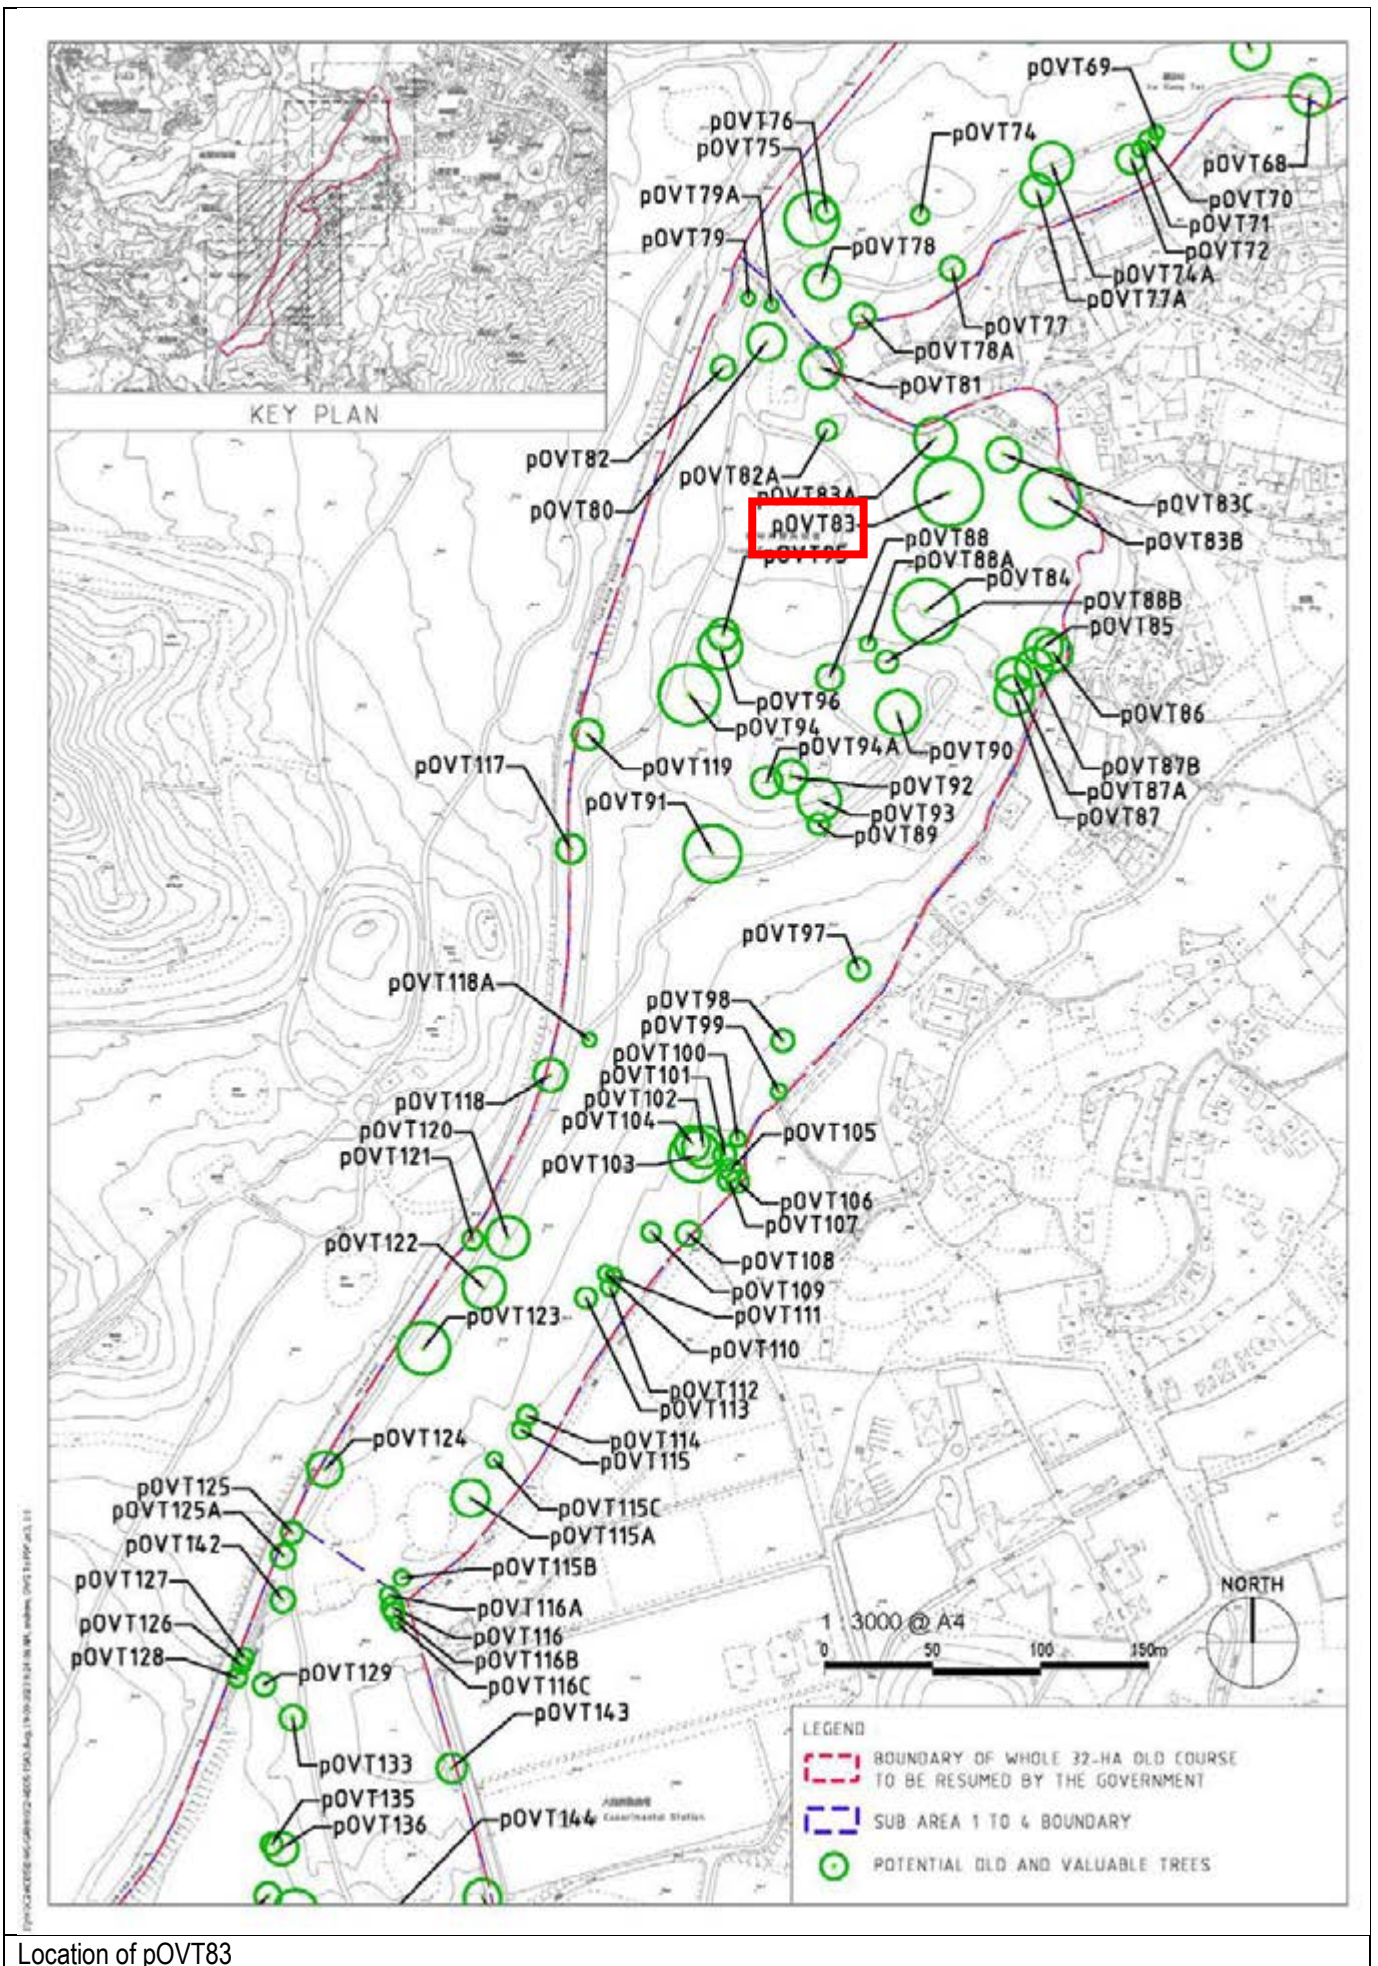 pOVT69
pOVT76
pOVT74
pOVT75
pOVT68
pOVT79A
pOVT70
pOVT71
pOVT79
pOVT78
pOVT72
pOVT74A
pOVT77A
pOVT77
pOVT78A
pOVT81
KEY PLAN
pOVT82
pOVT82A
pOVT83A
pOVT83C
pOVT80
pOVT83
pOVT88
pOVT83B
pOVT95
pOVT88A
pOVT84
pOVT88B
pOVT85
pOVT96
pOVT86
pOVT94
pOVT94A
pOVT90
pOVT117
pOVT119
pOVT87B
pOVT92
pOVT87A
pOVT91
pOVT93
pOVT87
pOVT89
pOVT97
pOVT118A
pOVT98
pOVT99
pOVT100
pOVT101
pOVT118
pOVT102
pOVT104
pOVT120
pOVT105
pOVT121
pOVT103
pOVT106
pOVT107
pOVT122
pOVT108
pOVT109
pOVT123
pOVT111
pOVT110
pOVT112
pOVT113
pOVT124
pOVT114
pOVT115
pOVT125
pOVT125A
pOVT115C
pOVT115A
pOVT142
pOVT115B
pOVT127
NORTH
pOVT116A
pOVT126
1 : 3000 @ A4
pOVT116
0 50 100 150m
pOVT128
pOVT116B
pOVT129
pOVT116C
pOVT143
LEGEND
BOUNDARY OF WHOLE 32-HA OLD COURSE
TO BE RESUMED BY THE GOVERNMENT
pOVT133
pOVT135
pOVT136
pOVT144
Experimental Station
SUB AREA 1 TO 4 BOUNDARY
POTENTIAL OLD AND VALUABLE TREES
Location of pOVT83